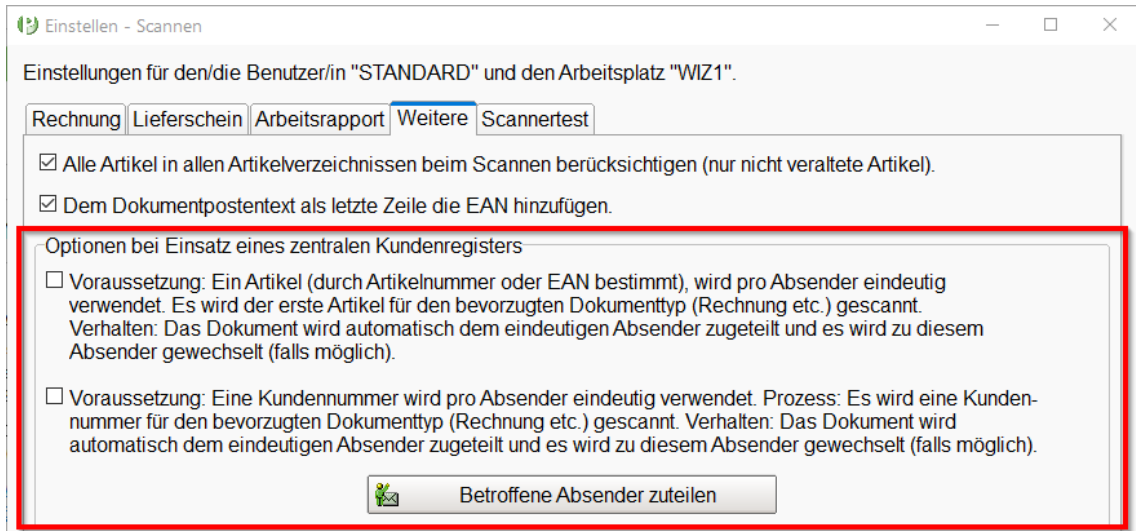 Einstellen - Scannen
Einstellungen für den/die Benutzer/in "STANDARD" und den Arbeitsplatz "WIZ1".
Rechnung Lieferschein Arbeitsrapport Weitere Scannertest
Alle Artikel in allen Artikelverzeichnissen beim Scannen berücksichtigen (nur nicht veraltete Artikel).
Dem Dokumentpostentext als letzte Zeile die EAN hinzufügen.
Optionen bei Einsatz eines zentralen Kundenregisters
Voraussetzung: Ein Artikel (durch Artikelnummer oder EAN bestimmt), wird pro Absender eindeutig
verwendet. Es wird der erste Artikel für den bevorzugten Dokumenttyp (Rechnung etc.) gescannt.
Verhalten: Das Dokument wird automatisch dem eindeutigen Absender zugeteilt und es wird zu diesem
Absender gewechselt (falls möglich).
Voraussetzung: Eine Kundennummer wird pro Absender eindeutig verwendet. Prozess: Es wird eine Kunden-
nummer für den bevorzugten Dokumenttyp (Rechnung etc.) gescannt. Verhalten: Das Dokument wird
automatisch dem eindeutigen Absender zugeteilt und es wird zu diesem Absender gewechselt (falls möglich).
Betroffene Absender zuteilen